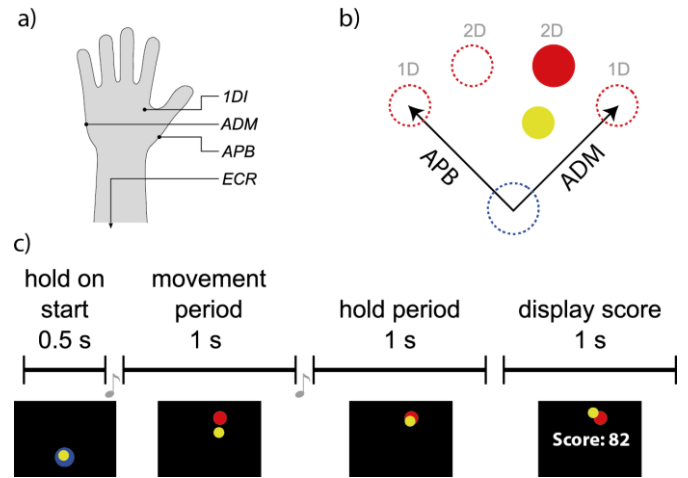 a)
1DI
ADM
APB
ECR
b)
2D
2D
1D
1D
APB
ADM
c)
hold on
start
0.5 s
movement
period
1 s
hold period
1 s
display score
1 s
Score: 82